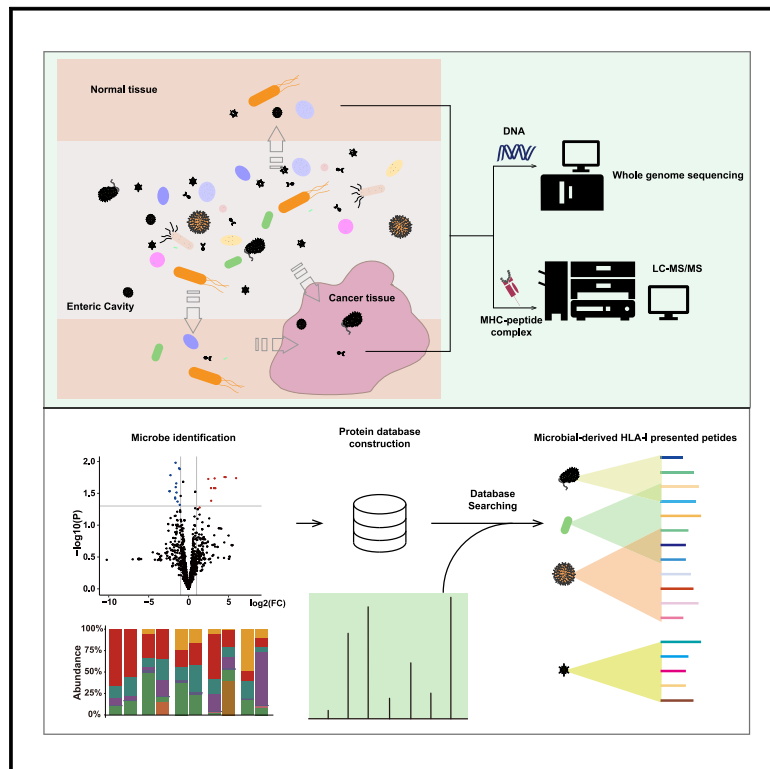 Normal tissue
DNA
Whole genome sequencing
LC-MS/MS
Enteric Cavity
Cancer tissue
MHC-peptide
complex
Microbe identification
Protein database
construction
Microbial-derived HLA-I presented petides
2.0
1.5
1.0
0.5
0.0
−log10(P)
−10
−5
0
5
log2(FC)
Database
Searching
100%
75%
50%
25%
0%
Abundance